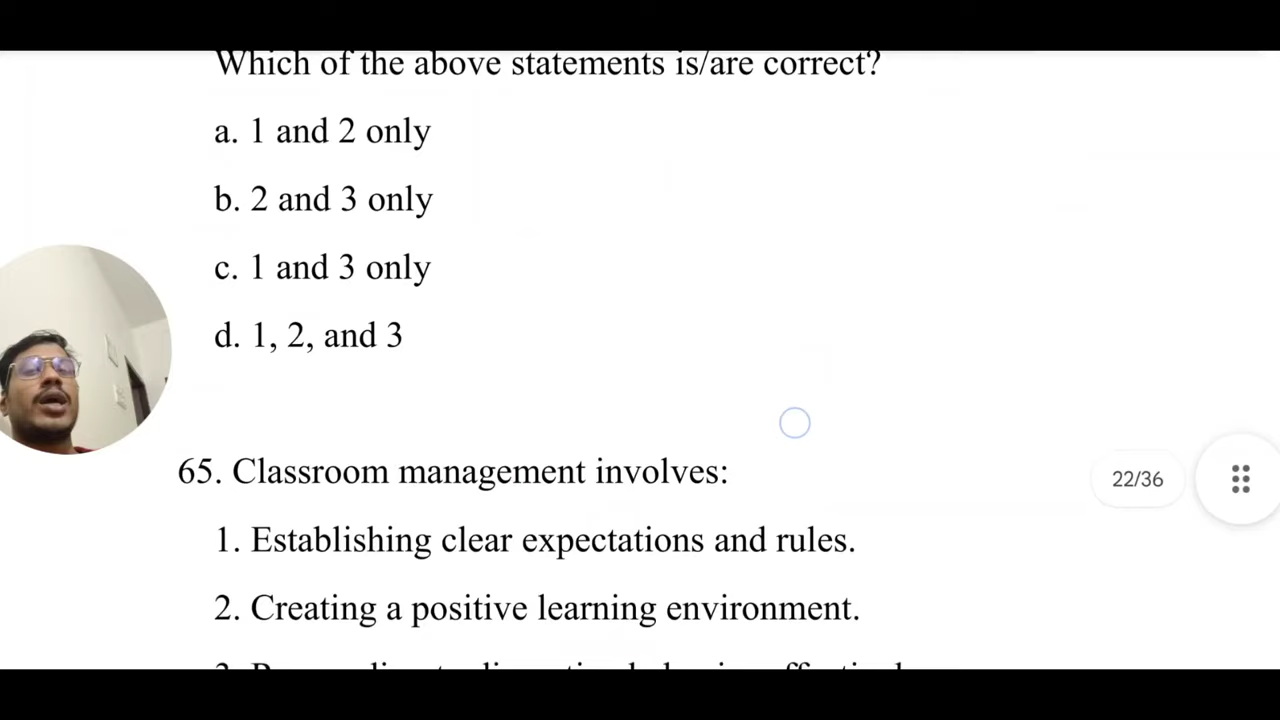 Which of the above statements is/are correct?
a. 1 and 2 only
b. 2 and 3 only
c. 1 and 3 only
d. 1, 2, and 3
65. Classroom management involves:
22/36
1. Establishing clear expectations and rules.
2. Creating a positive learning environment.